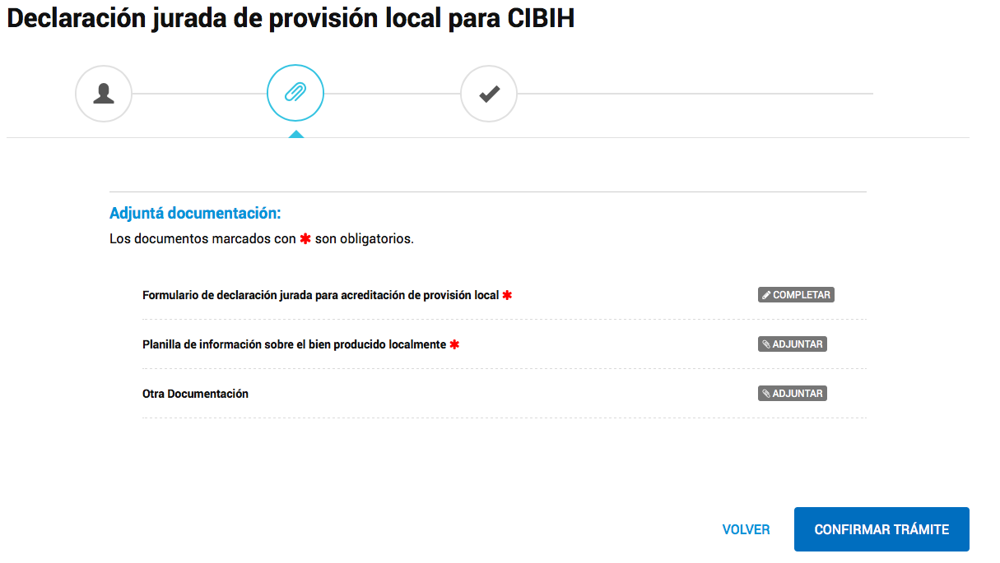 Declaración jurada de provisión local para CIBIH
Adjuntá documentación:
Los documentos marcados con * son obligatorios.
Formulario de declaración jurada para acreditación de provisión local *
COMPLETAR
Planilla de información sobre el bien producido localmente *
ADJUNTAR
Otra Documentación
ADJUNTAR
VOLVER
CONFIRMAR TRÁMITE